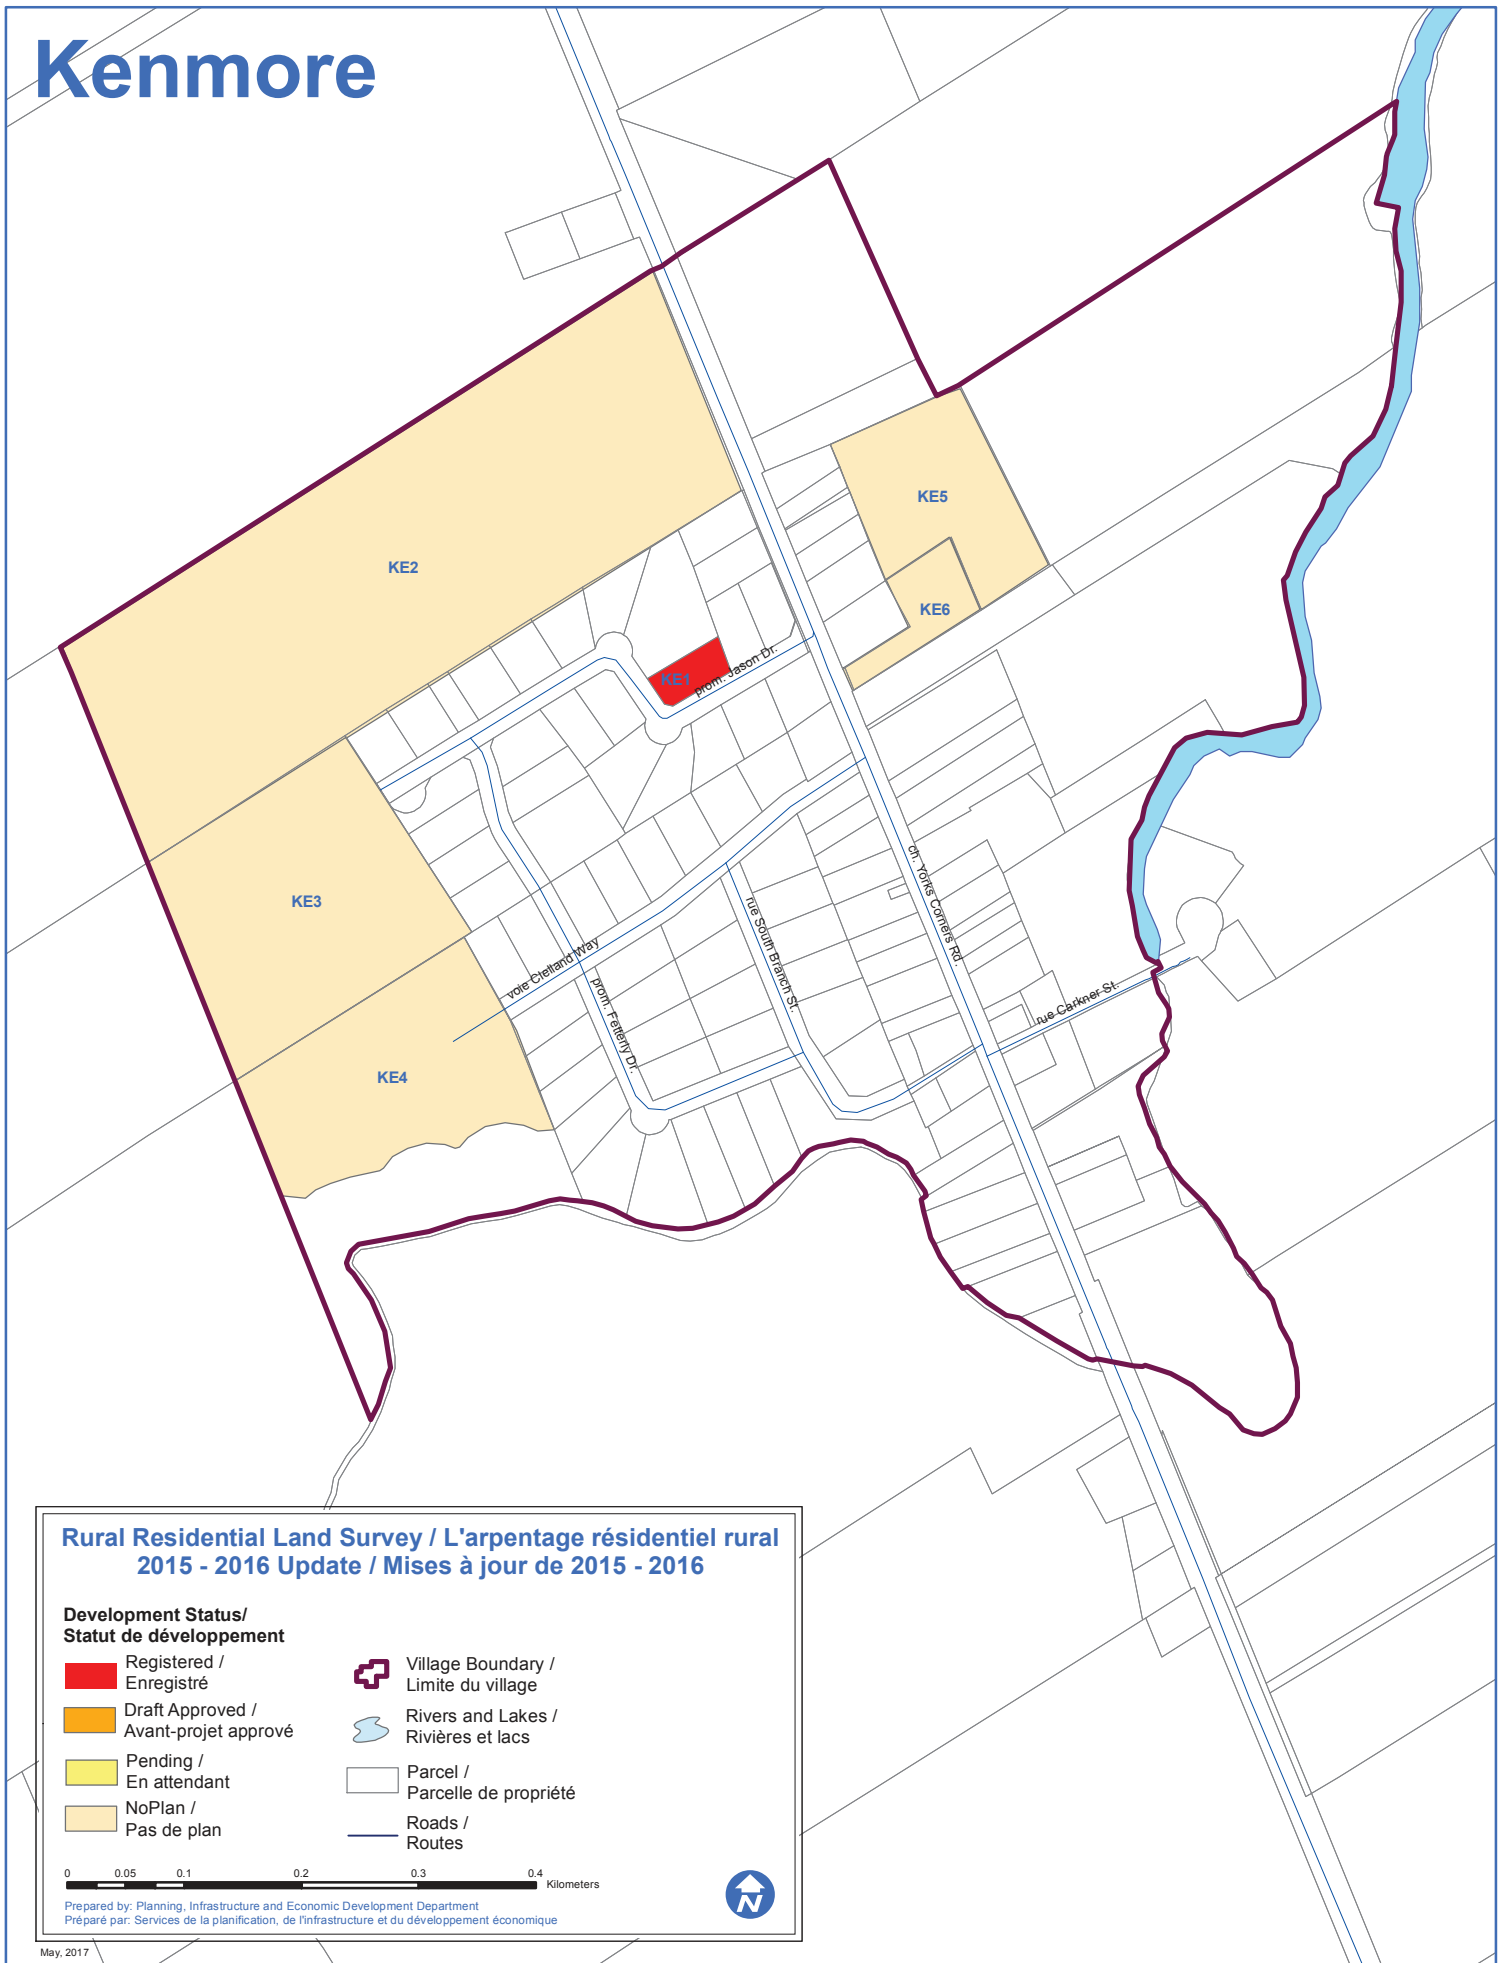 Kenmore
KE2
KE5
KE6
KE1
prom. Jason Dr.
KE3
KE4
voie Clelland Way
prom. Fetterly Dr.
rue South Branch St.
ch. Yorks Corners Rd.
rue Carkner St.
Rural Residential Land Survey / L'arpentage résidentiel rural
2015 - 2016 Update / Mises à jour de 2015 - 2016
Development Status/
Statut de développement
Registered /
Enregistré
Draft Approved /
Avant-projet apprové
Pending /
En attendant
NoPlan /
Pas de plan
Village Boundary /
Limite du village
Rivers and Lakes /
Rivières et lacs
Parcel /
Parcelle de propriété
Roads /
Routes
0 0.05 0.1 0.2 0.3 0.4
Kilometers
N
Prepared by: Planning, Infrastructure and Economic Development Department
Préparé par: Services de la planification, de l'infrastructure et du développement économique
May, 2017